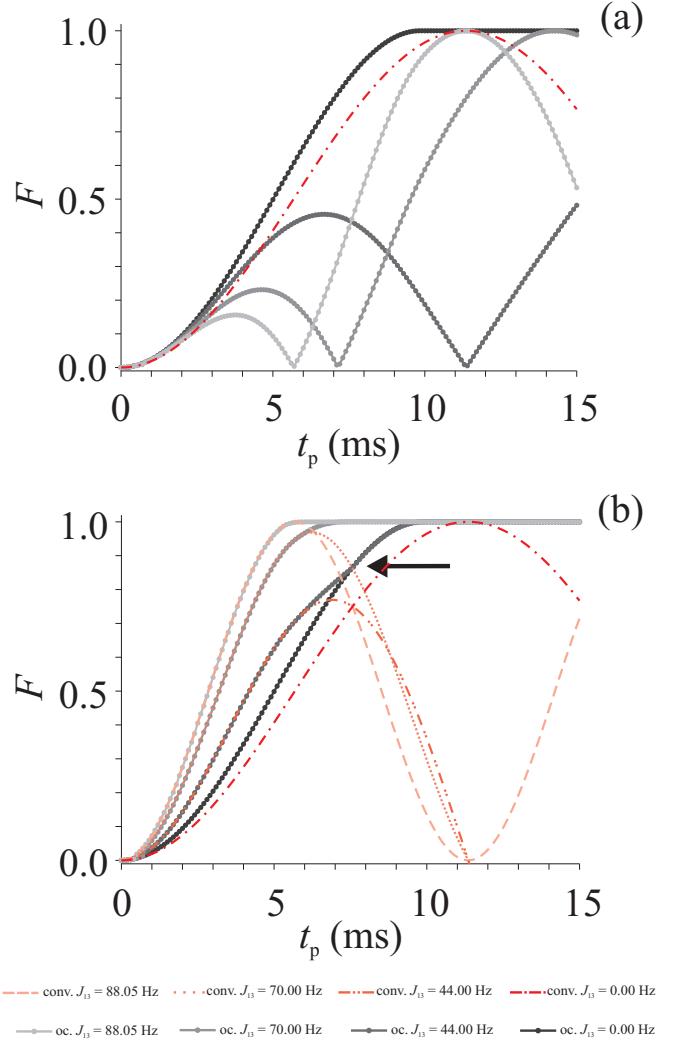 (a)
1.0
0.5
0.0
F
0 5 10 15
tp (ms)
(b)
1.0
0.5
0.0
F
0 5 10 15
tp (ms)
conv. J13 = 88.05 Hz conv. J13 = 70.00 Hz conv. J13 = 44.00 Hz conv. J13 = 0.00 Hz
oc. J13 = 88.05 Hz oc. J13 = 70.00 Hz oc. J13 = 44.00 Hz oc. J13 = 0.00 Hz